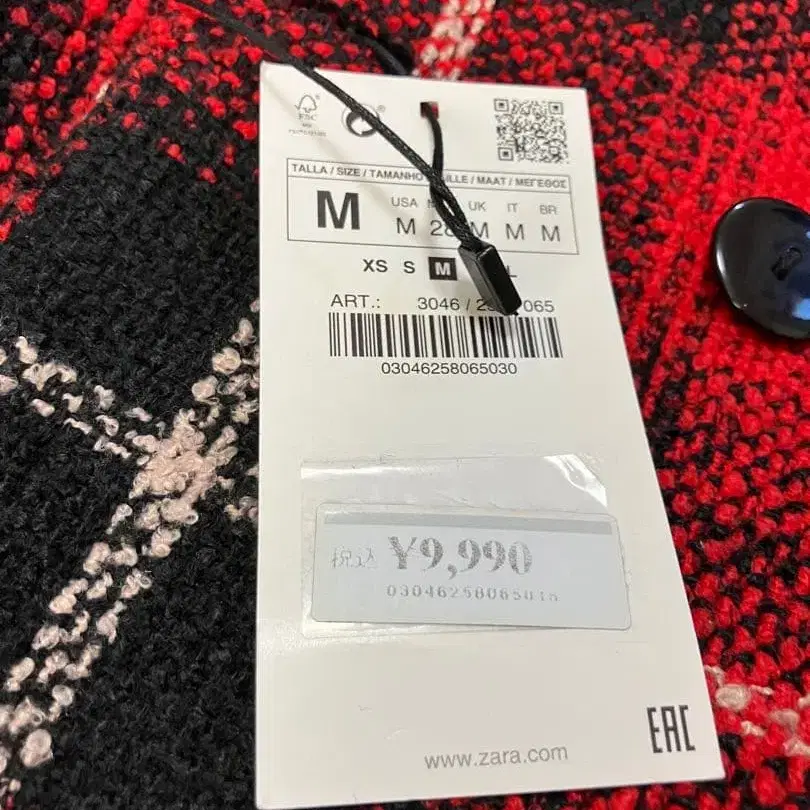 FSC
TALLA / SIZE / TAMANHO / TAILLE / MAAT / ΜΕΓΕΘΟΣ
M USA UK IT BR
M M M M
XS S M L
ART.: 3046 / 065
03046258065030
税込 ¥9,990
www.zara.com
EAC